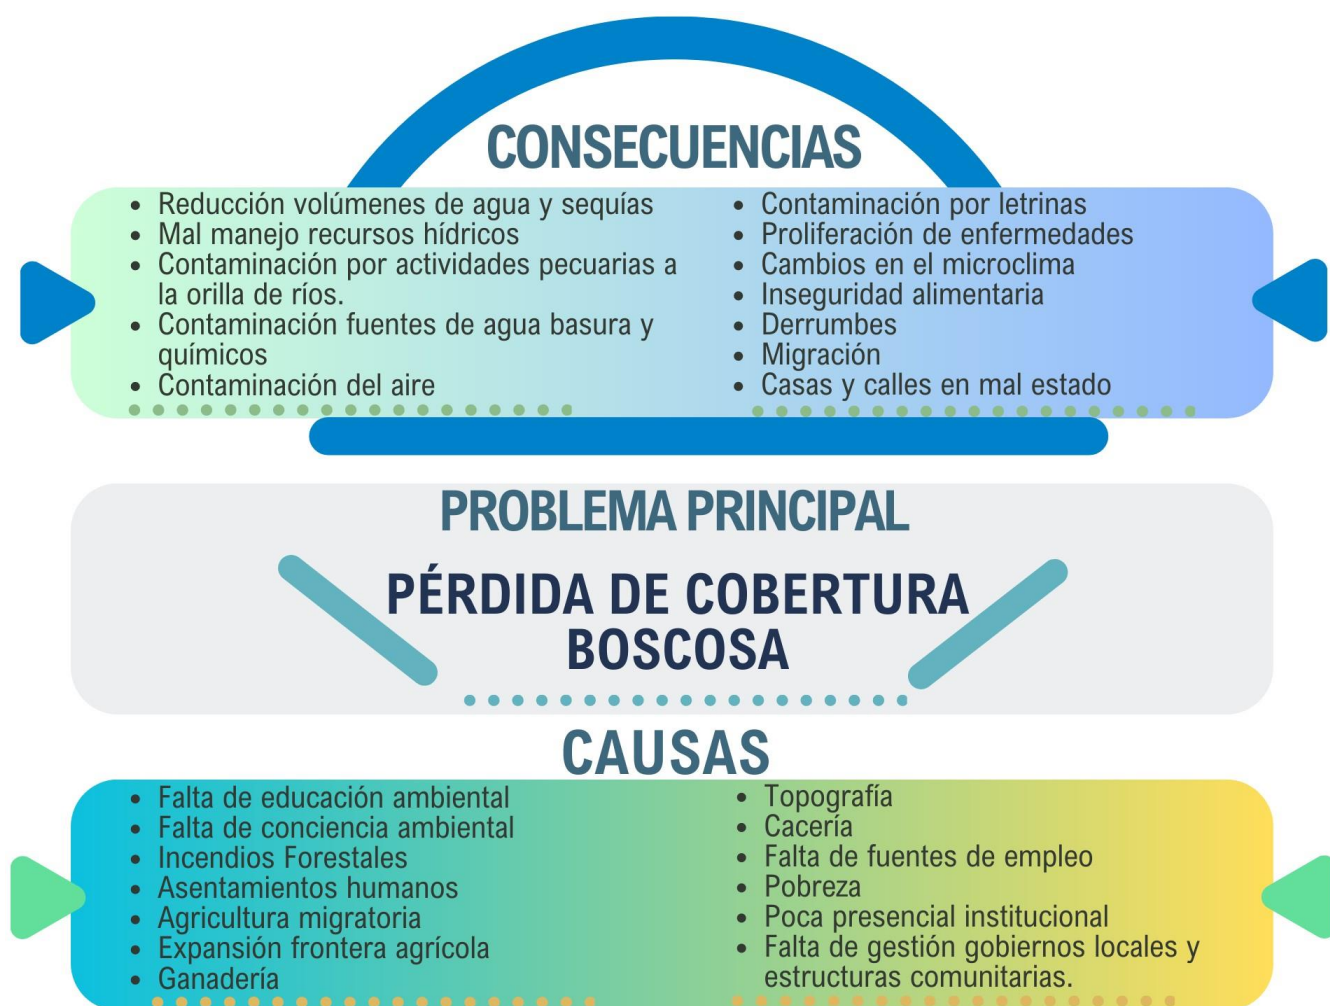 CONSECUENCIAS
• Reducción volúmenes de agua y sequías
• Mal manejo recursos hídricos
• Contaminación por actividades pecuarias a
la orilla de ríos.
• Contaminación fuentes de agua basura y
químicos
• Contaminación del aire
• Contaminación por letrinas
• Proliferación de enfermedades
• Cambios en el microclima
• Inseguridad alimentaria
• Derrumbes
• Migración
• Casas y calles en mal estado
PROBLEMA PRINCIPAL
PÉRDIDA DE COBERTURA
BOSCOSA
CAUSAS
• Falta de educación ambiental
• Falta de conciencia ambiental
• Incendios Forestales
• Asentamientos humanos
• Agricultura migratoria
• Expansión frontera agrícola
• Ganadería
• Topografía
• Cacería
• Falta de fuentes de empleo
• Pobreza
• Poca presencial institucional
• Falta de gestión gobiernos locales y
estructuras comunitarias.